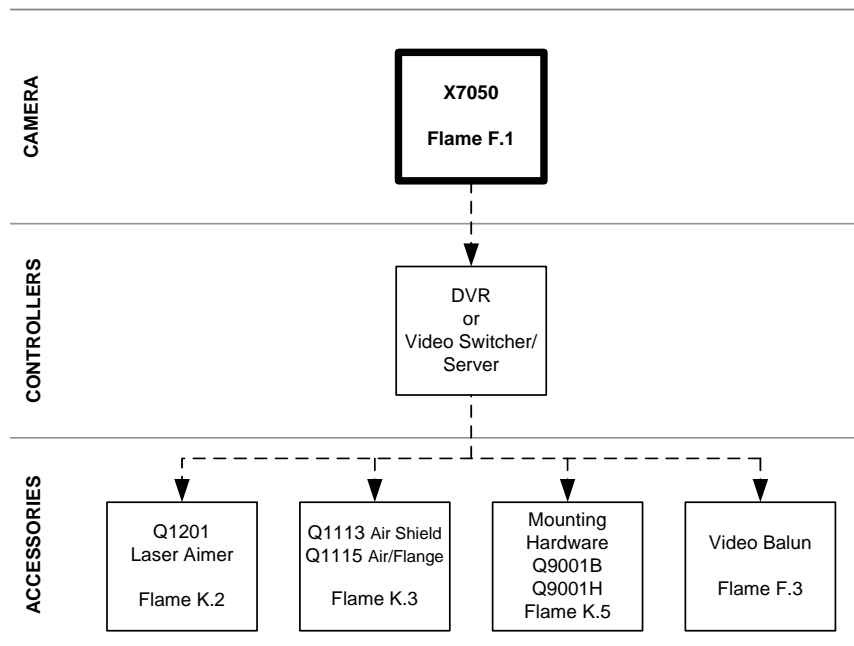 CAMERA
X7050
Flame F.1
CONTROLLERS
DVR
or
Video Switcher/
Server
ACCESSORIES
Q1201
Laser Aimer
Flame K.2
Q1113 Air Shield
Q1115 Air/Flange
Flame K.3
Mounting
Hardware
Q9001B
Q9001H
Flame K.5
Video Balun
Flame F.3